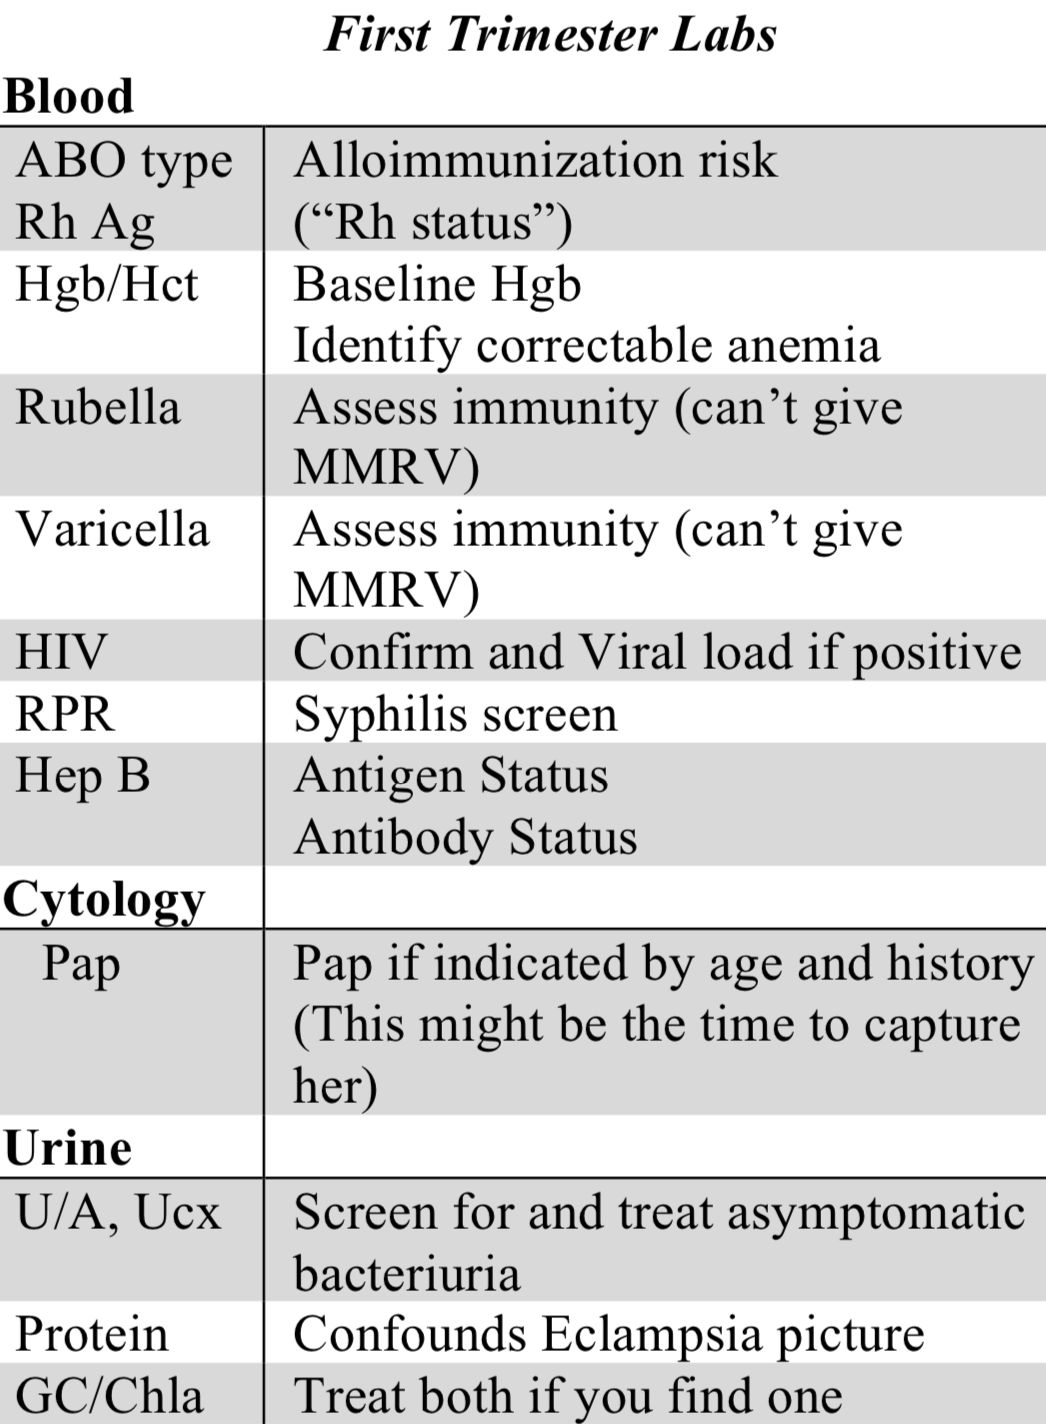 First Trimester Labs
Blood
ABO type Alloimmunization risk
Rh Ag (“Rh status”)
Hgb/Hct Baseline Hgb
Identify correctable anemia
Rubella Assess immunity (can’t give
MMRV)
Varicella Assess immunity (can’t give
MMRV)
HIV Confirm and Viral load if positive
RPR Syphilis screen
Hep B Antigen Status
Antibody Status
Cytology
Pap Pap if indicated by age and history
(This might be the time to capture
her)
Urine
U/A, Ucx Screen for and treat asymptomatic
bacteriuria
Protein Confounds Eclampsia picture
GC/Chla Treat both if you find one